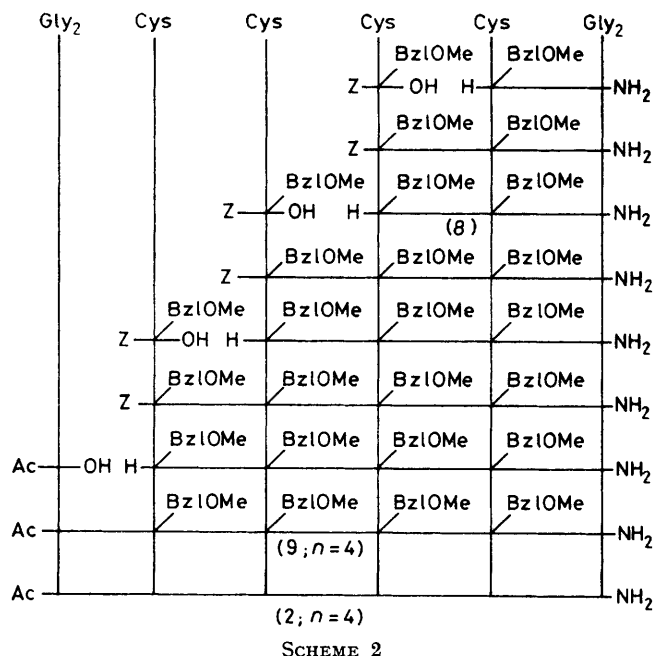 Gly₂ Cys Cys Cys Cys Gly₂
BzlOMe BzlOMe
Z OH H NH₂
BzlOMe BzlOMe
Z NH₂
BzlOMe BzlOMe BzlOMe
Z OH H NH₂
(8)
BzlOMe BzlOMe BzlOMe
Z NH₂
BzlOMe BzlOMe BzlOMe BzlOMe
Z OH H NH₂
BzlOMe BzlOMe BzlOMe BzlOMe
Z NH₂
BzlOMe BzlOMe BzlOMe BzlOMe
Ac OH H NH₂
BzlOMe BzlOMe BzlOMe BzlOMe
Ac NH₂
(9; n=4)
Ac NH₂
(2; n=4)
SCHEME 2